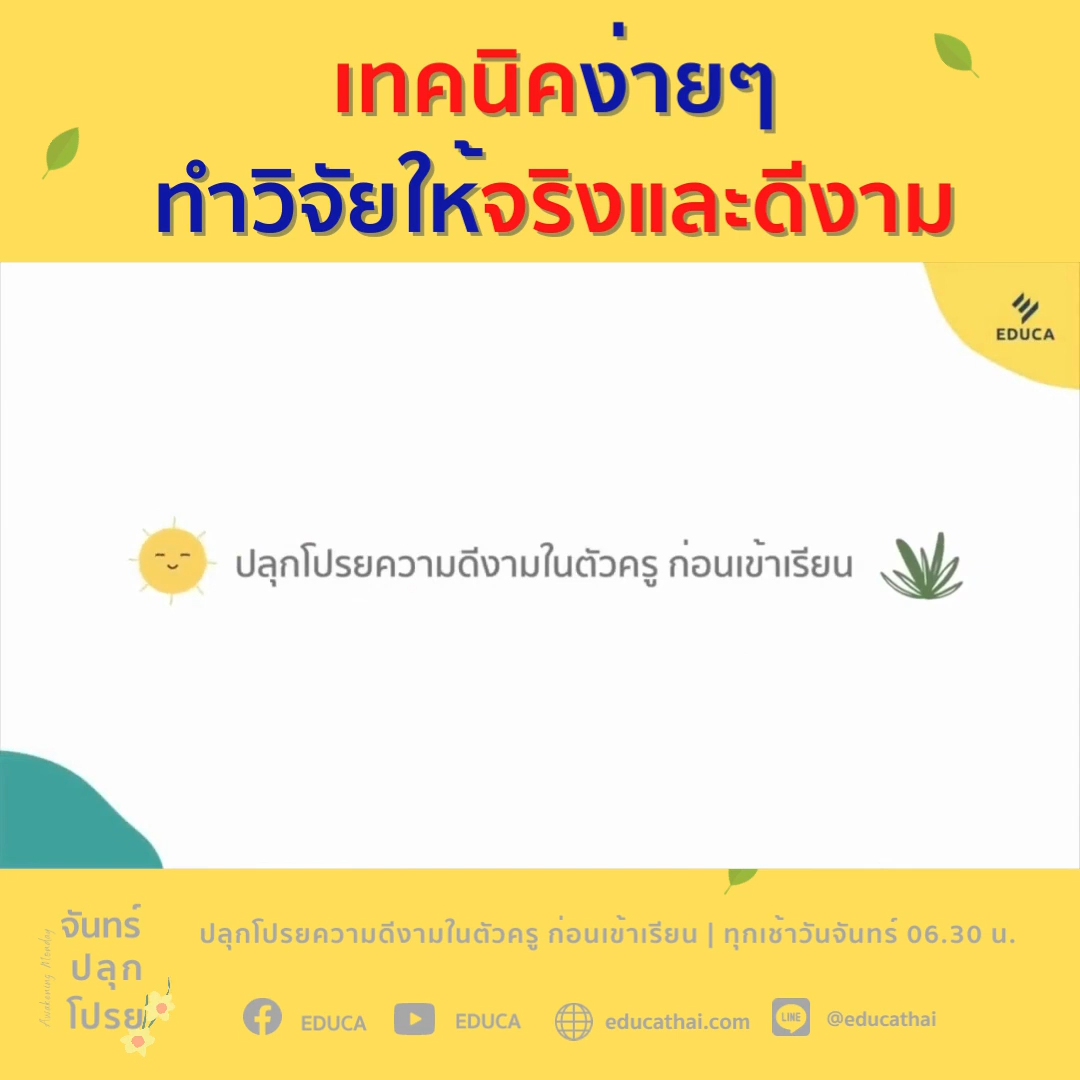 เทคนิคง่ายๆ
ทำวิจัยให้จริงและดีงาม
EDUCA
ปลุกโปรยความดีงามในตัวครู ก่อนเข้าเรียน
Awakening Monday
จันทร์
ปลุก
โปรย
ปลุกโปรยความดีงามในตัวครู ก่อนเข้าเรียน | ทุกเช้าวันจันทร์ 06.30 น.
EDUCA
EDUCA
educathai.com
LINE
@educathai